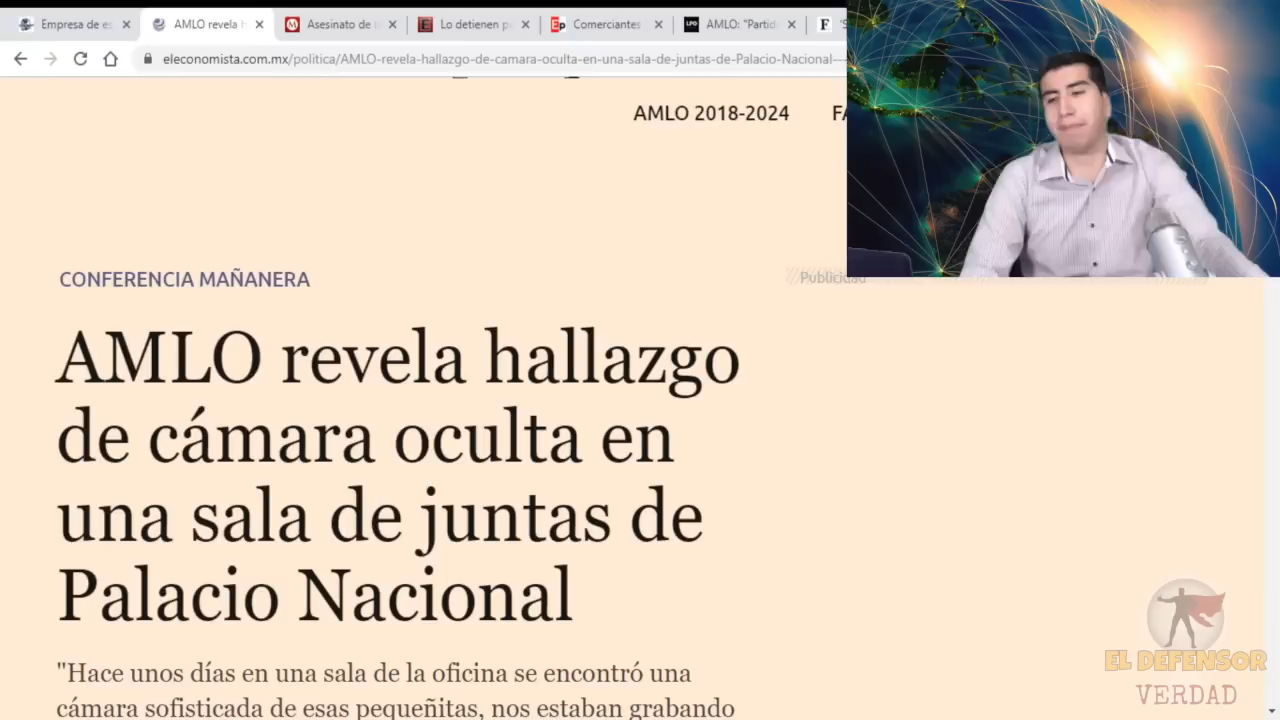 Empresa de es
AMLO revela h
Asesinato de
Lo detienen p
Comerciantes
LPO
AMLO: "Partid
eleconomista.com.mx/politica/AMLO-revela-hallazgo-de-camara-oculta-en-una-sala-de-juntas-de-Palacio-Nacional--
AMLO 2018-2024
CONFERENCIA MAÑANERA
Publicidad
AMLO revela hallazgo
de cámara oculta en
una sala de juntas de
Palacio Nacional
"Hace unos días en una sala de la oficina se encontró una
cámara sofisticada de esas pequeñitas, nos estaban grabando
EL DEFENSOR
VERDAD